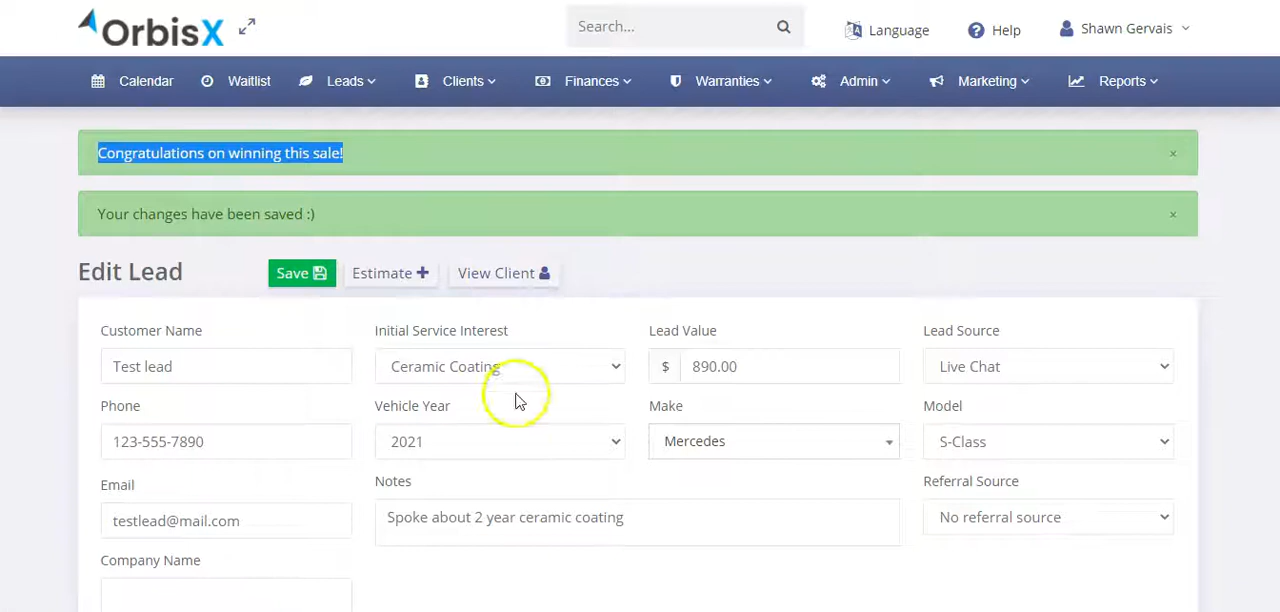 OrbisX
Search...
Language
Help
Shawn Gervais
Calendar Waitlist Leads Clients Finances Warranties Admin Marketing Reports
Congratulations on winning this sale! ×
Your changes have been saved :) ×
Edit Lead Save Estimate + View Client
Customer Name Initial Service Interest Lead Value Lead Source
Test lead Ceramic Coating $ 890.00 Live Chat
Phone Vehicle Year Make Model
123-555-7890 2021 Mercedes S-Class
Email Notes Referral Source
testlead@mail.com Spoke about 2 year ceramic coating No referral source
Company Name